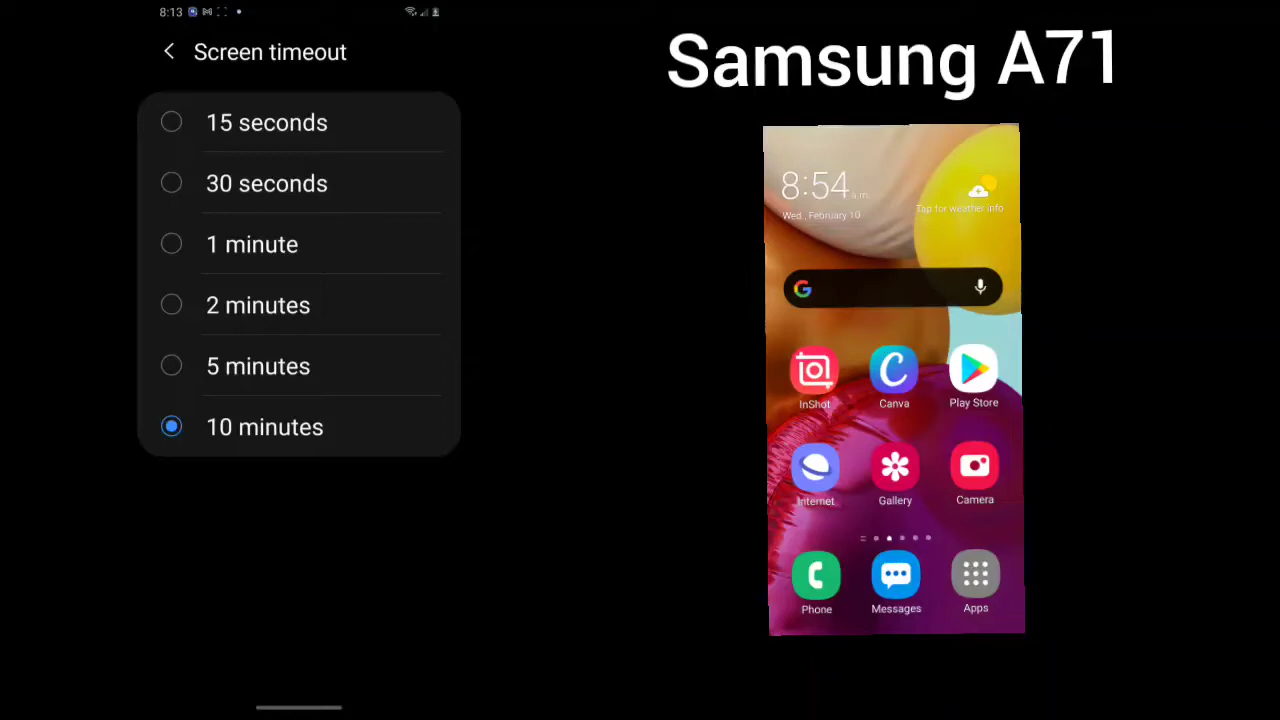 8:13
Screen timeout
15 seconds
30 seconds
1 minute
2 minutes
5 minutes
10 minutes
Samsung A71
8:54 a.m.
Wed, February 10
Tap for weather info
InShot
Canva
Play Store
Internet
Gallery
Camera
Phone
Messages
Apps